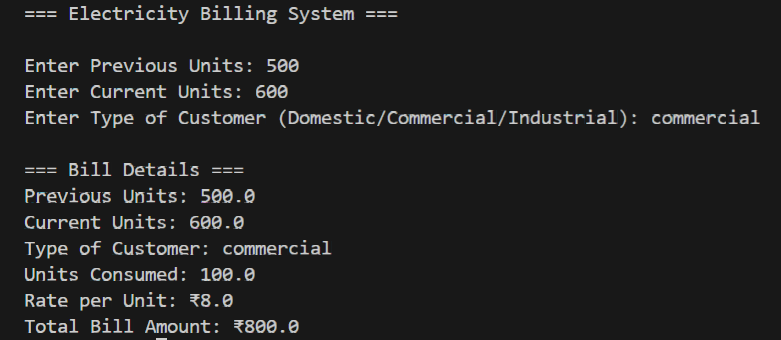 === Electricity Billing System ===
Enter Previous Units: 500
Enter Current Units: 600
Enter Type of Customer (Domestic/Commercial/Industrial): commercial
=== Bill Details ===
Previous Units: 500.0
Current Units: 600.0
Type of Customer: commercial
Units Consumed: 100.0
Rate per Unit: ₹8.0
Total Bill Amount: ₹800.0